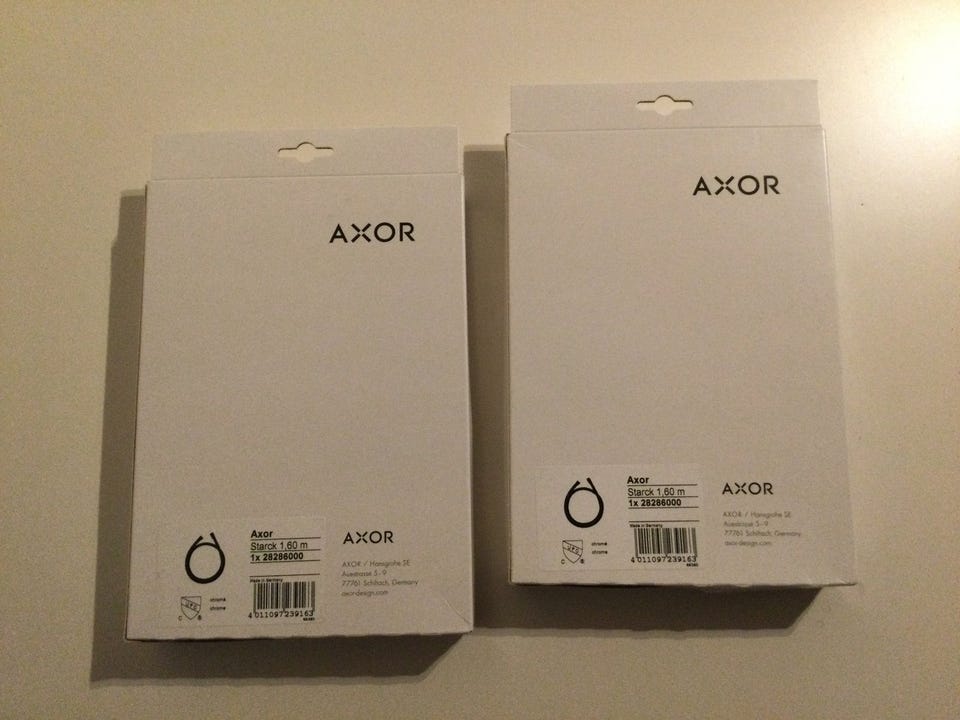 AXOR
Axor
Starck 1,60 m
1x 28286000
Made in Germany
chrome
chrome
UPC
C ®
4 011097 239163
AXOR
AXOR / Hansgrohe SE
Auestrasse 5-9
77761 Schiltach, Germany
axor-design.com
AXOR
Axor
Starck 1,60 m
1x 28286000
Made in Germany
chrome
chrome
UPC
C ®
4 011097 239163
AXOR
AXOR / Hansgrohe SE
Auestrasse 5-9
77761 Schiltach, Germany
axor-design.com